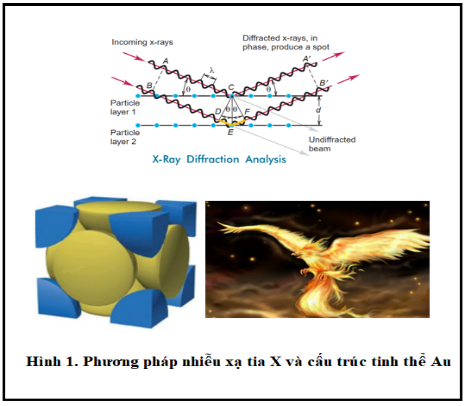 Incoming x-rays
Diffracted x-rays, in
phase, produce a spot
A
λ
A'
B
θ
C
θ
B'
Particle
layer 1
θ θ
d
D
F
Particle
layer 2
E
Undiffracted
beam
X-Ray Diffraction Analysis
Hình 1. Phương pháp nhiễu xạ tia X và cấu trúc tinh thể Au